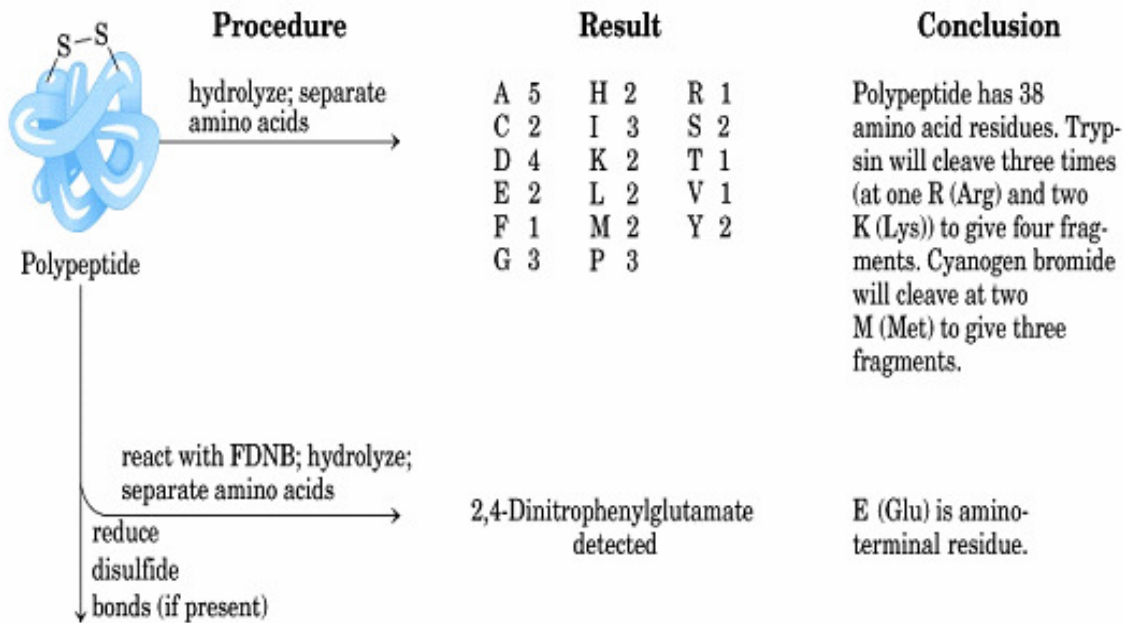 Procedure Result Conclusion
S–S
hydrolyze; separate
amino acids
A 5 H 2 R 1
C 2 I 3 S 2
D 4 K 2 T 1
E 2 L 2 V 1
F 1 M 2 Y 2
G 3 P 3
Polypeptide has 38
amino acid residues. Tryp-
sin will cleave three times
(at one R (Arg) and two
K (Lys)) to give four frag-
ments. Cyanogen bromide
will cleave at two
M (Met) to give three
fragments.
Polypeptide
react with FDNB; hydrolyze;
separate amino acids
2,4-Dinitrophenylglutamate
detected
E (Glu) is amino-
terminal residue.
reduce
disulfide
bonds (if present)